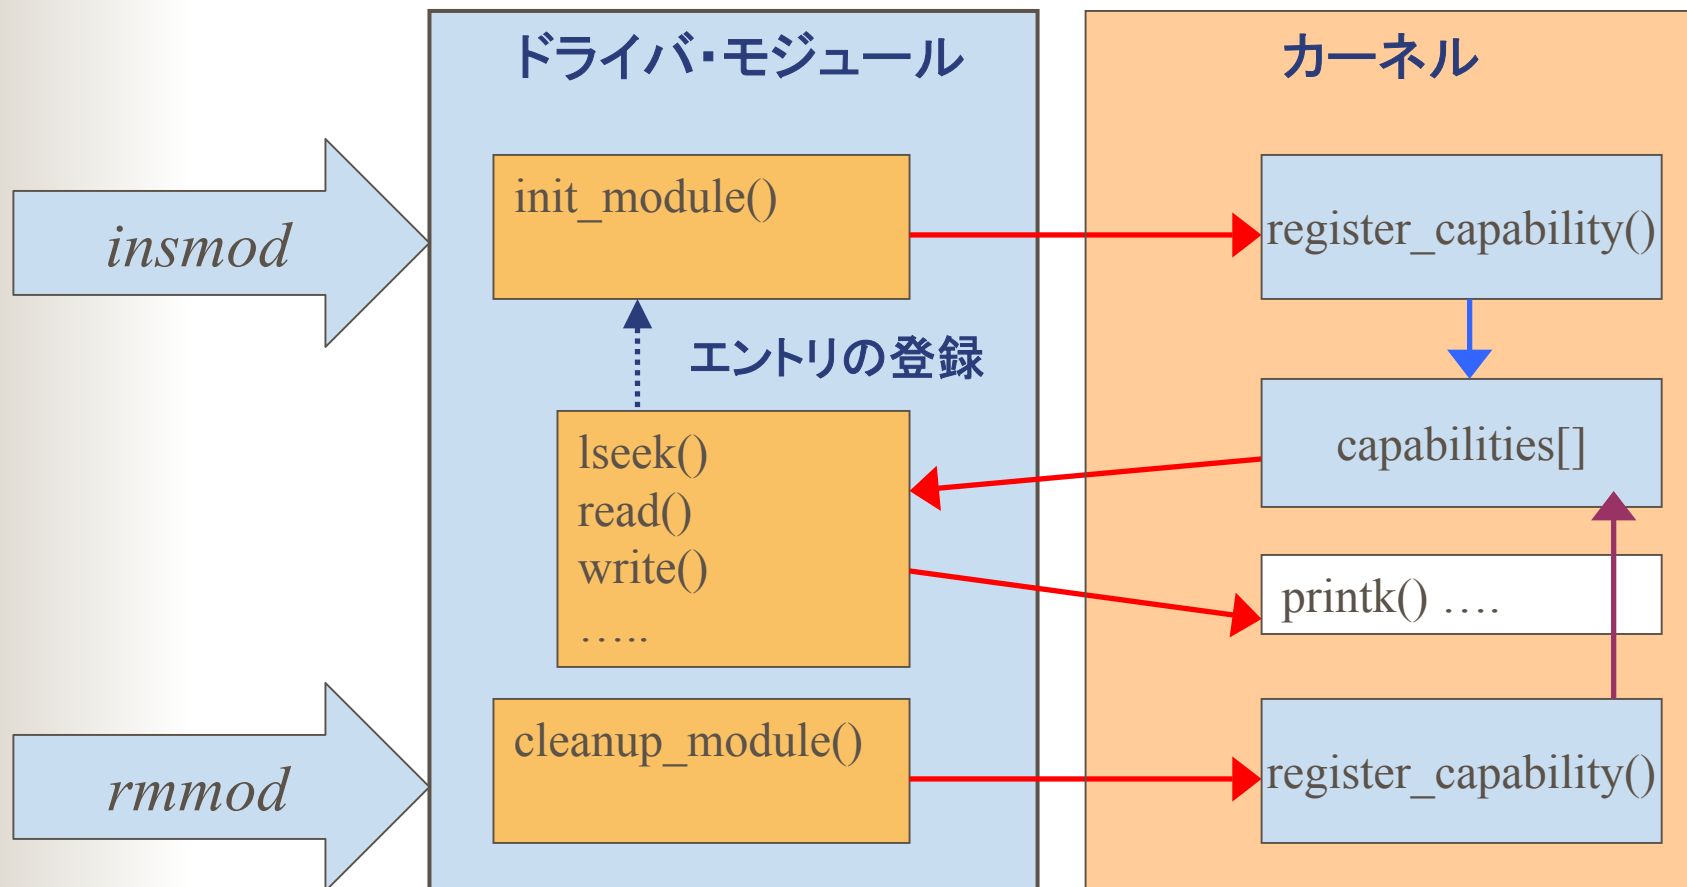 ドライバ・モジュール
カーネル
insmod
init_module()
register_capability()
エントリの登録
lseek()
read()
write()
…..
capabilities[]
printk() ….
rmmod
cleanup_module()
register_capability()